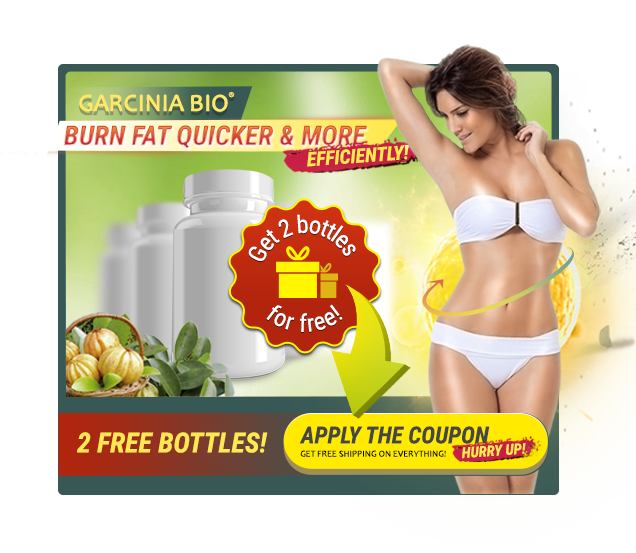 GARCINIA BIO®
BURN FAT QUICKER & MORE
EFFICIENTLY!
Get 2 bottles
for free!
2 FREE BOTTLES!
APPLY THE COUPON
GET FREE SHIPPING ON EVERYTHING!
HURRY UP!